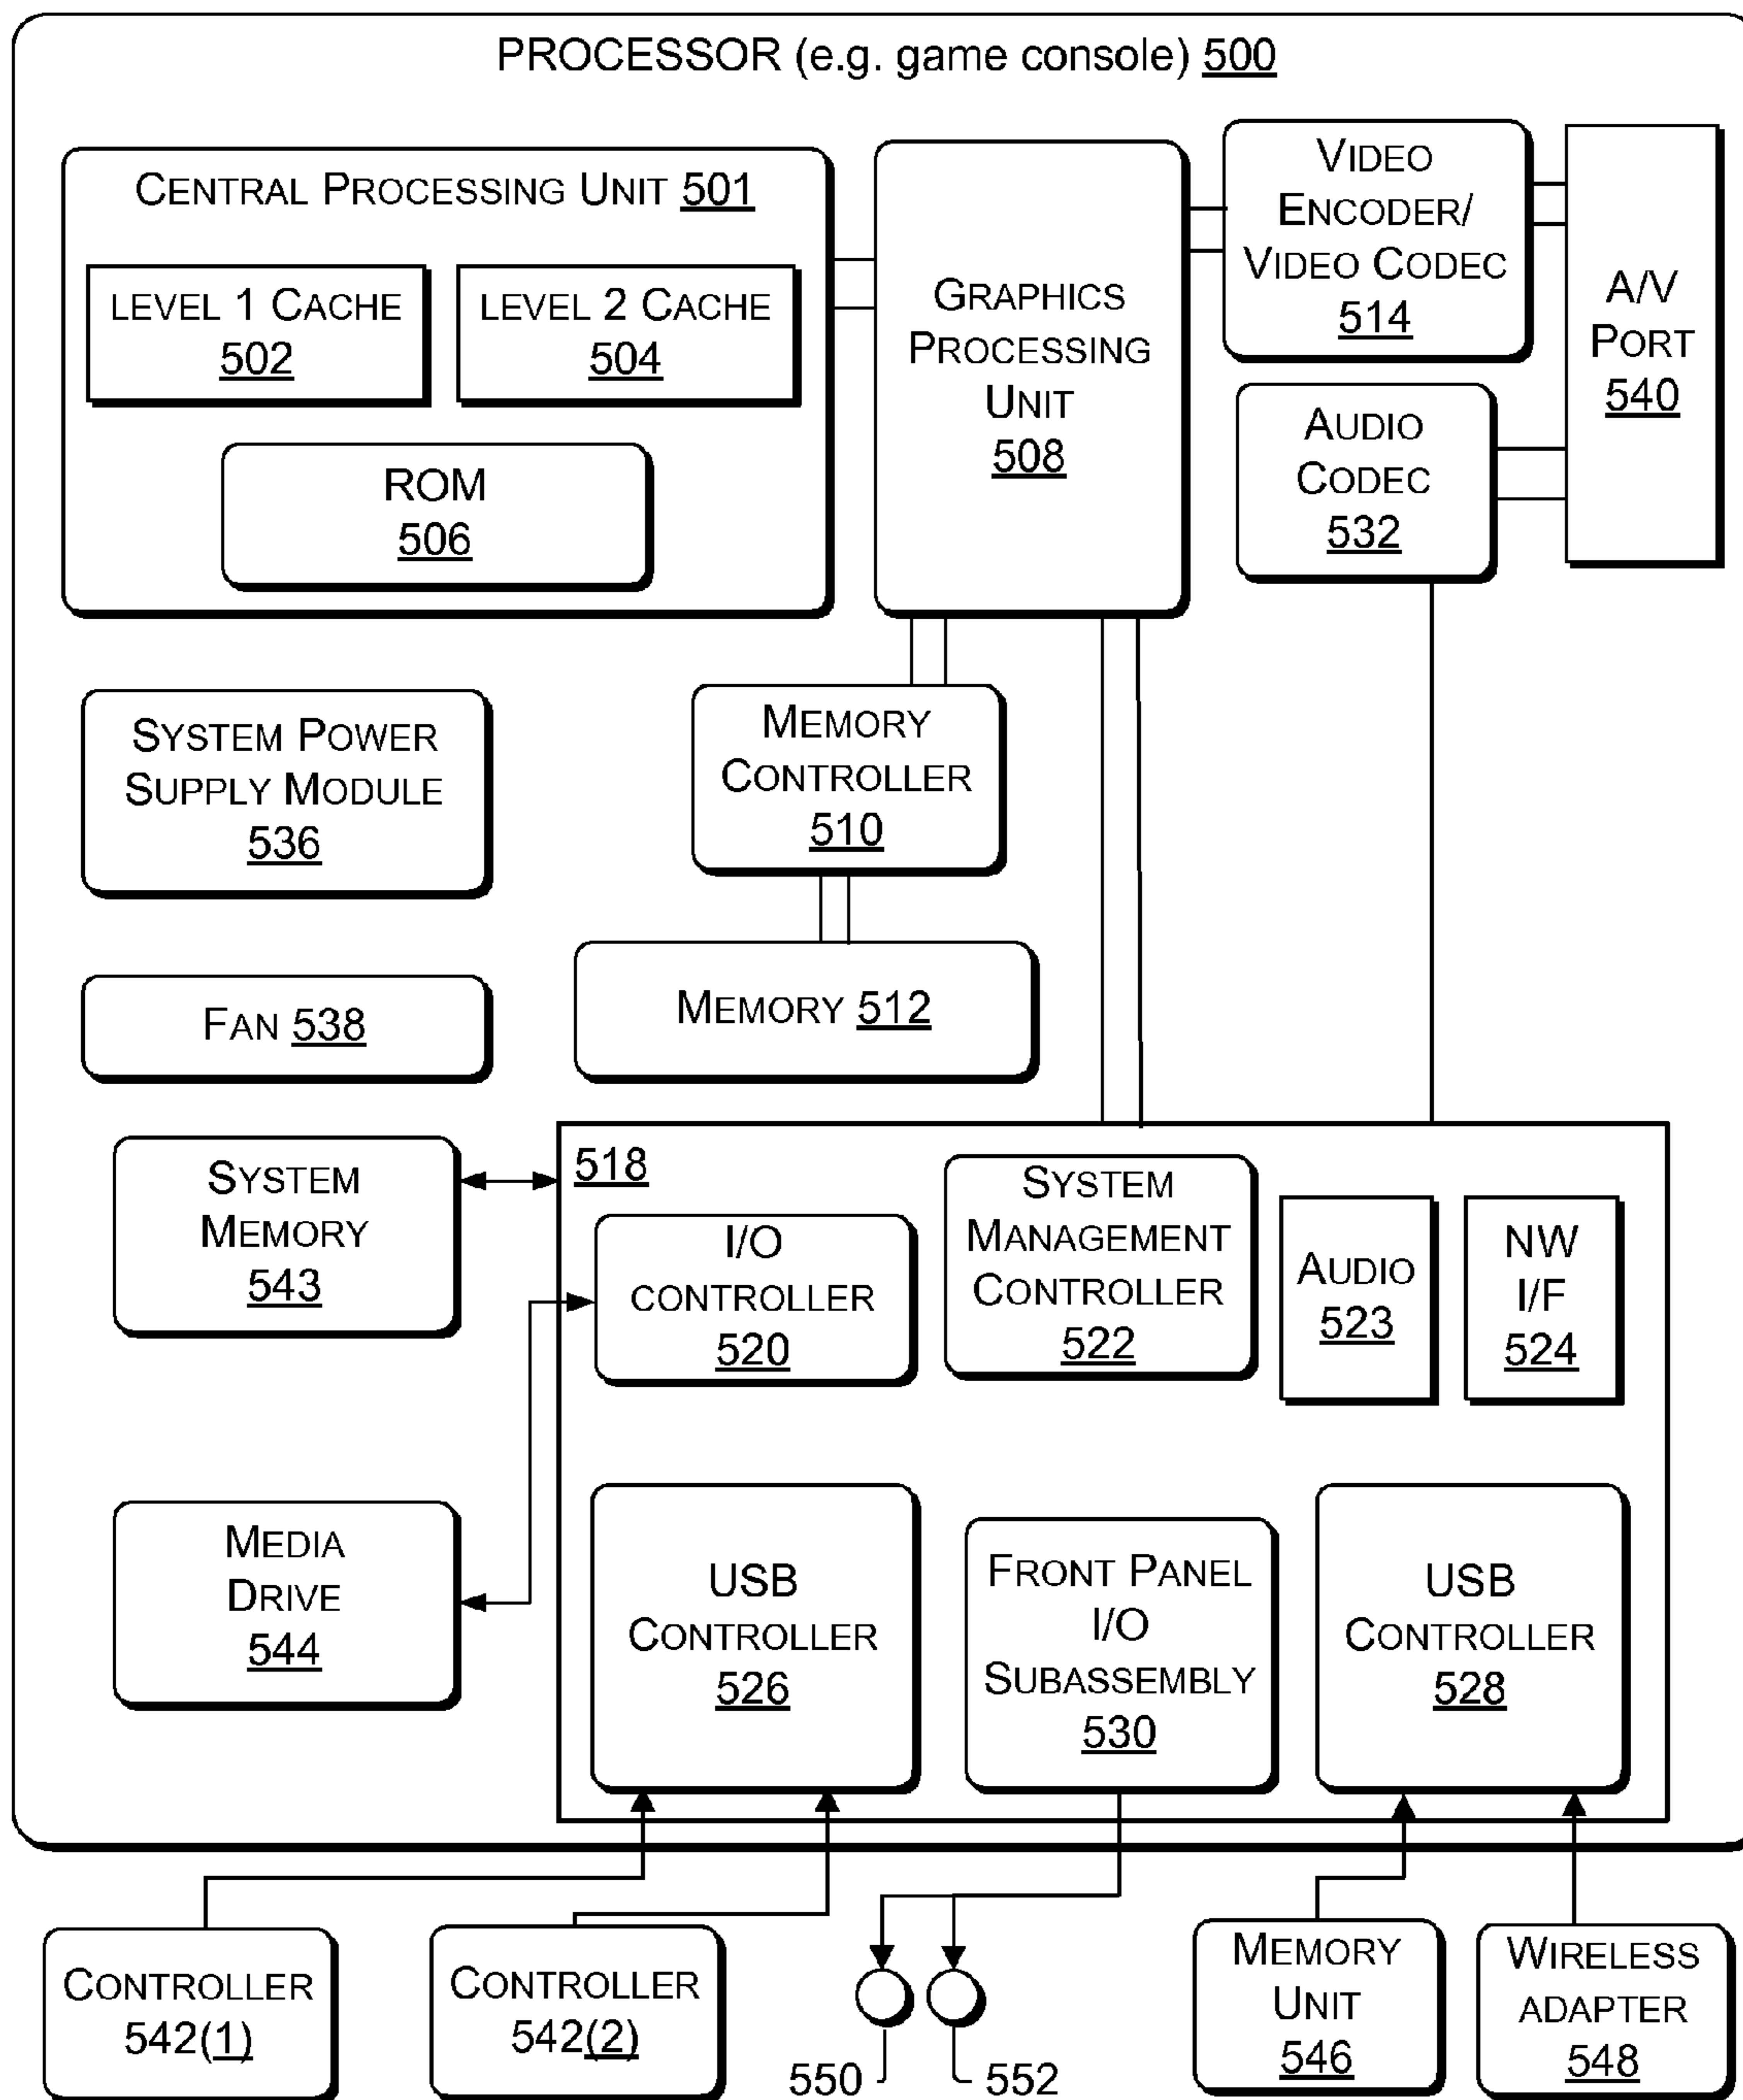 PROCESSOR (e.g. game console) 500
CENTRAL PROCESSING UNIT 501
LEVEL 1 CACHE
502
LEVEL 2 CACHE
504
ROM
506
GRAPHICS
PROCESSING
UNIT
508
VIDEO
ENCODER/
VIDEO CODEC
514
A/V
PORT
540
AUDIO
CODEC
532
SYSTEM POWER
SUPPLY MODULE
536
MEMORY
CONTROLLER
510
FAN 538
MEMORY 512
SYSTEM
MEMORY
543
518
I/O
CONTROLLER
520
SYSTEM
MANAGEMENT
CONTROLLER
522
AUDIO
523
NW
I/F
524
MEDIA
DRIVE
544
USB
CONTROLLER
526
FRONT PANEL
I/O
SUBASSEMBLY
530
USB
CONTROLLER
528
CONTROLLER
542(1)
CONTROLLER
542(2)
550
552
MEMORY
UNIT
546
WIRELESS
ADAPTER
548